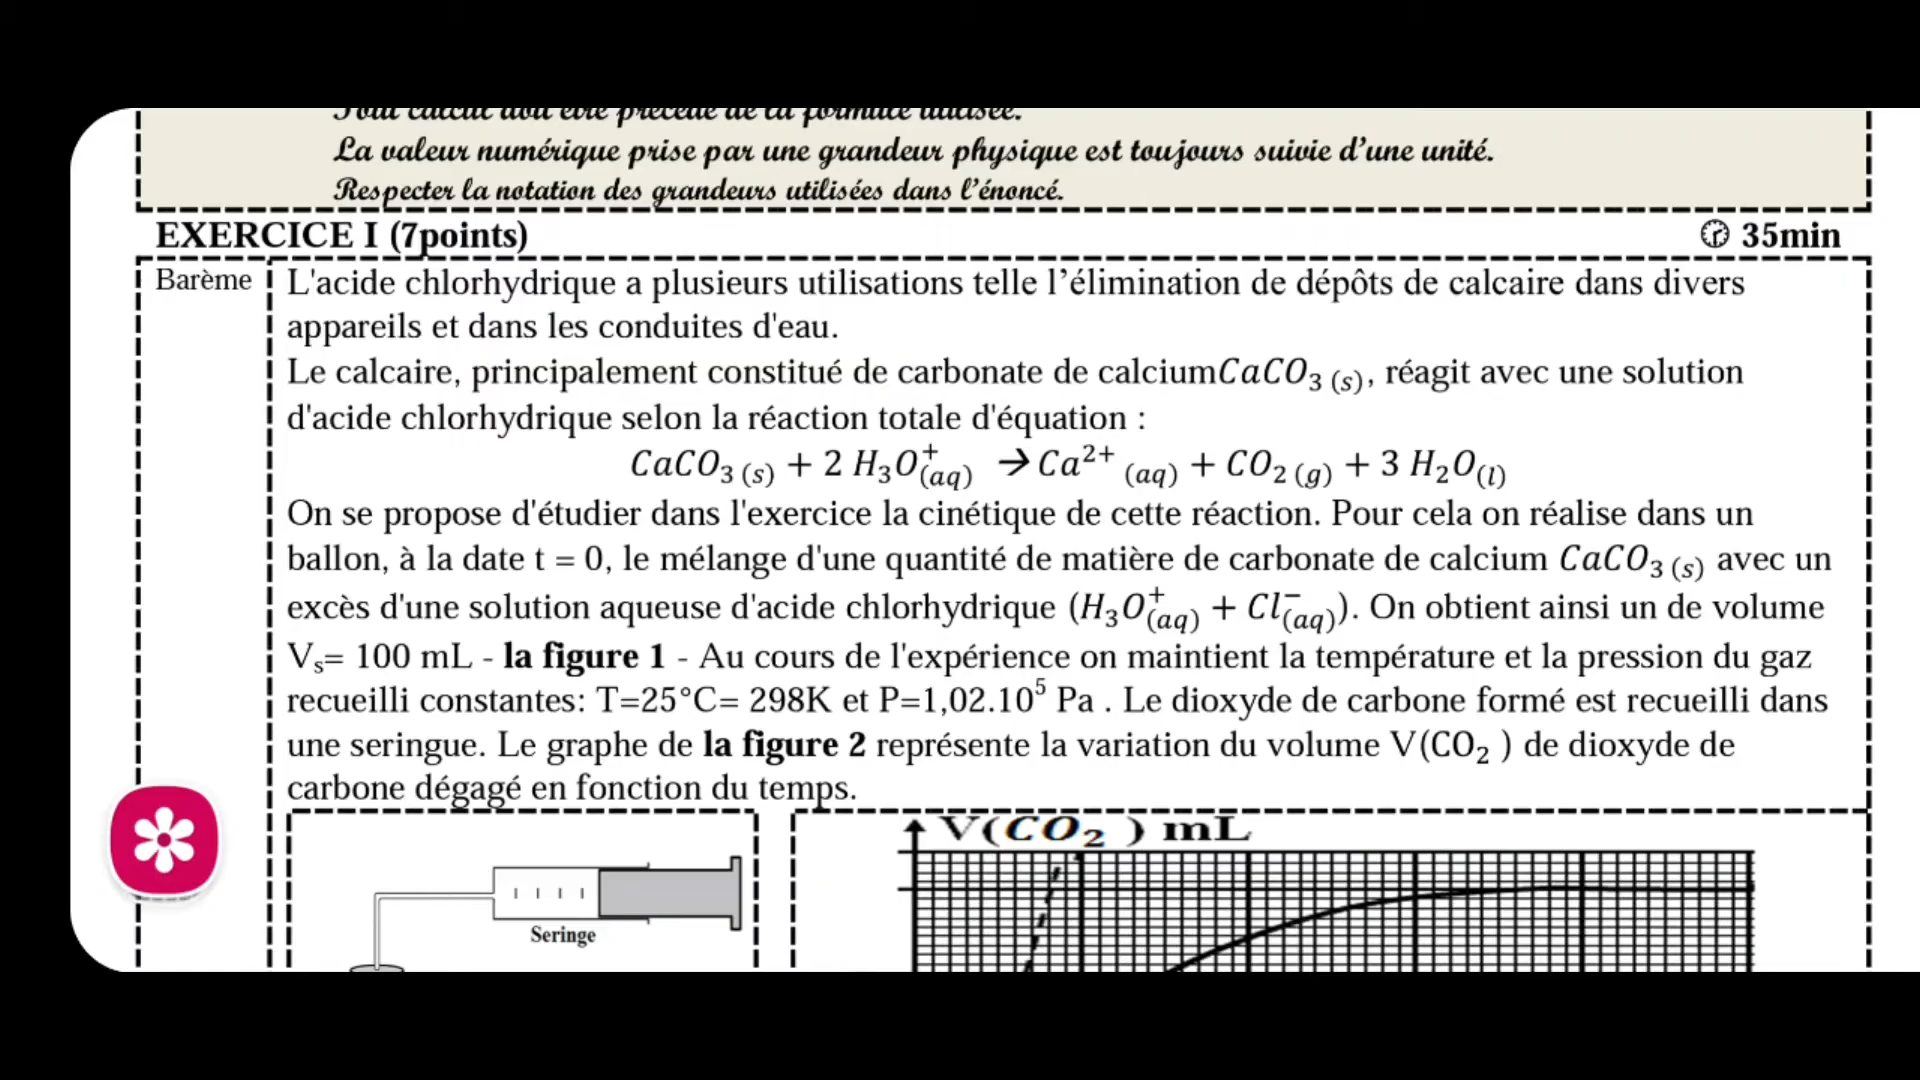 Tout calcul doit être précédé de la formule utilisée.
La valeur numérique prise par une grandeur physique est toujours suivie d'une unité.
Respecter la notation des grandeurs utilisées dans l'énoncé.
EXERCICE I (7points) 35min
Barème
L'acide chlorhydrique a plusieurs utilisations telle l'élimination de dépôts de calcaire dans divers
appareils et dans les conduites d'eau.
Le calcaire, principalement constitué de carbonate de calciumCaCO₃ (s), réagit avec une solution
d'acide chlorhydrique selon la réaction totale d'équation :
CaCO₃ (s) + 2 H₃O⁺(aq) → Ca²⁺ (aq) + CO₂ (g) + 3 H₂O(l)
On se propose d'étudier dans l'exercice la cinétique de cette réaction. Pour cela on réalise dans un
ballon, à la date t = 0, le mélange d'une quantité de matière de carbonate de calcium CaCO₃ (s) avec un
excès d'une solution aqueuse d'acide chlorhydrique (H₃O⁺(aq) + Cl⁻(aq)). On obtient ainsi un de volume
Vₛ= 100 mL - la figure 1 - Au cours de l'expérience on maintient la température et la pression du gaz
recueilli constantes: T=25°C= 298K et P=1,02.10⁵ Pa . Le dioxyde de carbone formé est recueilli dans
une seringue. Le graphe de la figure 2 représente la variation du volume V(CO₂ ) de dioxyde de
carbone dégagé en fonction du temps.
V(CO₂ ) mL
Seringe